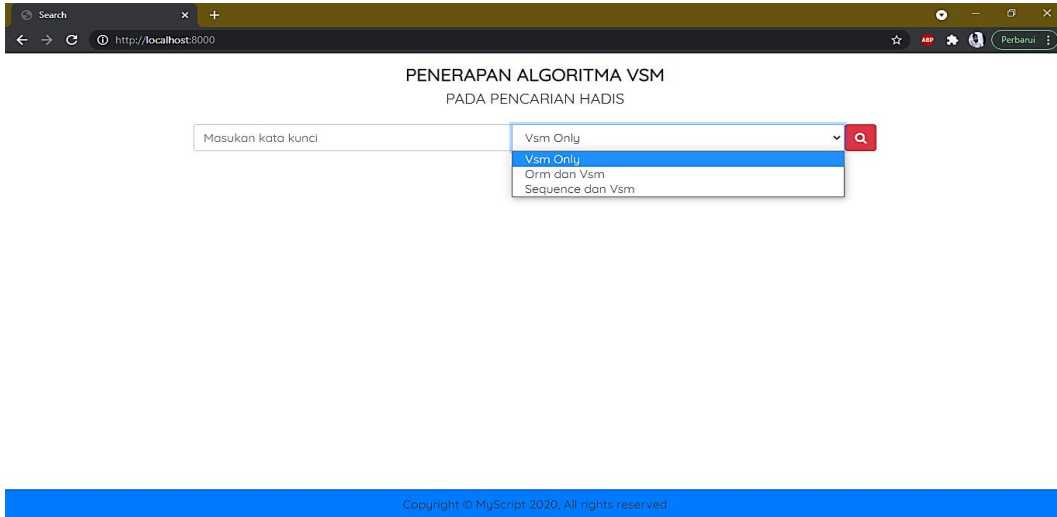 Search
http://localhost:8000
ABP
Perbarui
PENERAPAN ALGORITMA VSM
PADA PENCARIAN HADIS
Masukan kata kunci
Vsm Only
Vsm Only
Orm dan Vsm
Sequence dan Vsm
Copyright © MyScript 2020, All rights reserved